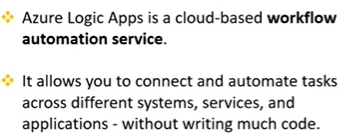 Azure Logic Apps is a cloud-based workflow
automation service.
It allows you to connect and automate tasks
across different systems, services, and
applications - without writing much code.